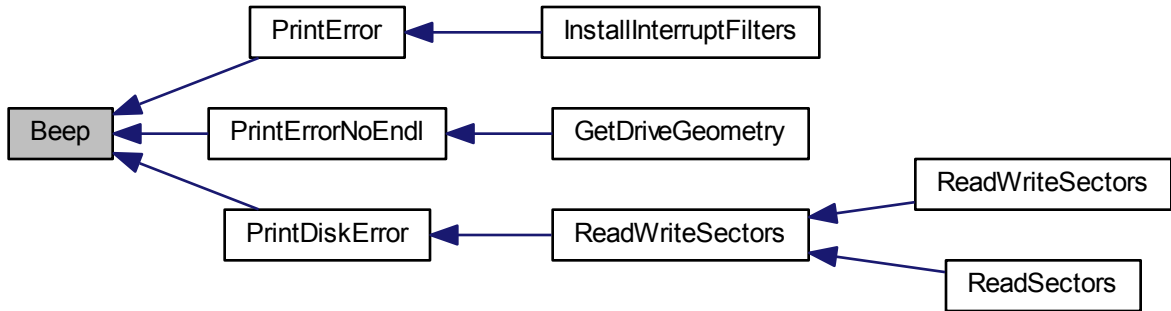 PrintError
InstallInterruptFilters
Beep
PrintErrorNoEndl
GetDriveGeometry
ReadWriteSectors
PrintDiskError
ReadWriteSectors
ReadSectors